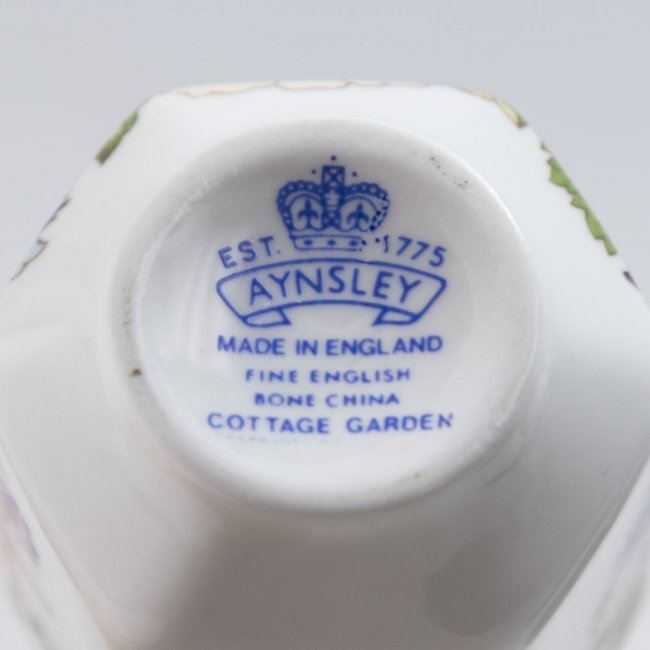 EST. 1775
AYNSLEY
MADE IN ENGLAND
FINE ENGLISH
BONE CHINA
COTTAGE GARDEN